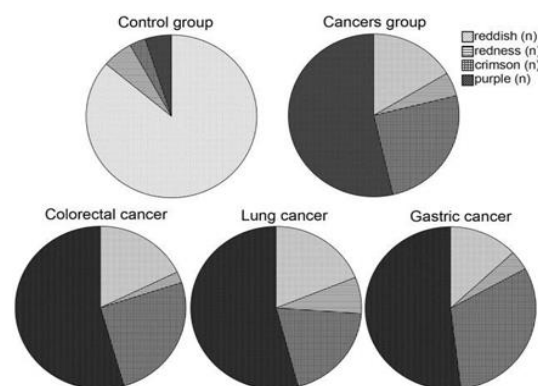 Control group
Cancers group
reddish (n)
redness (n)
crimson (n)
purple (n)
Colorectal cancer
Lung cancer
Gastric cancer